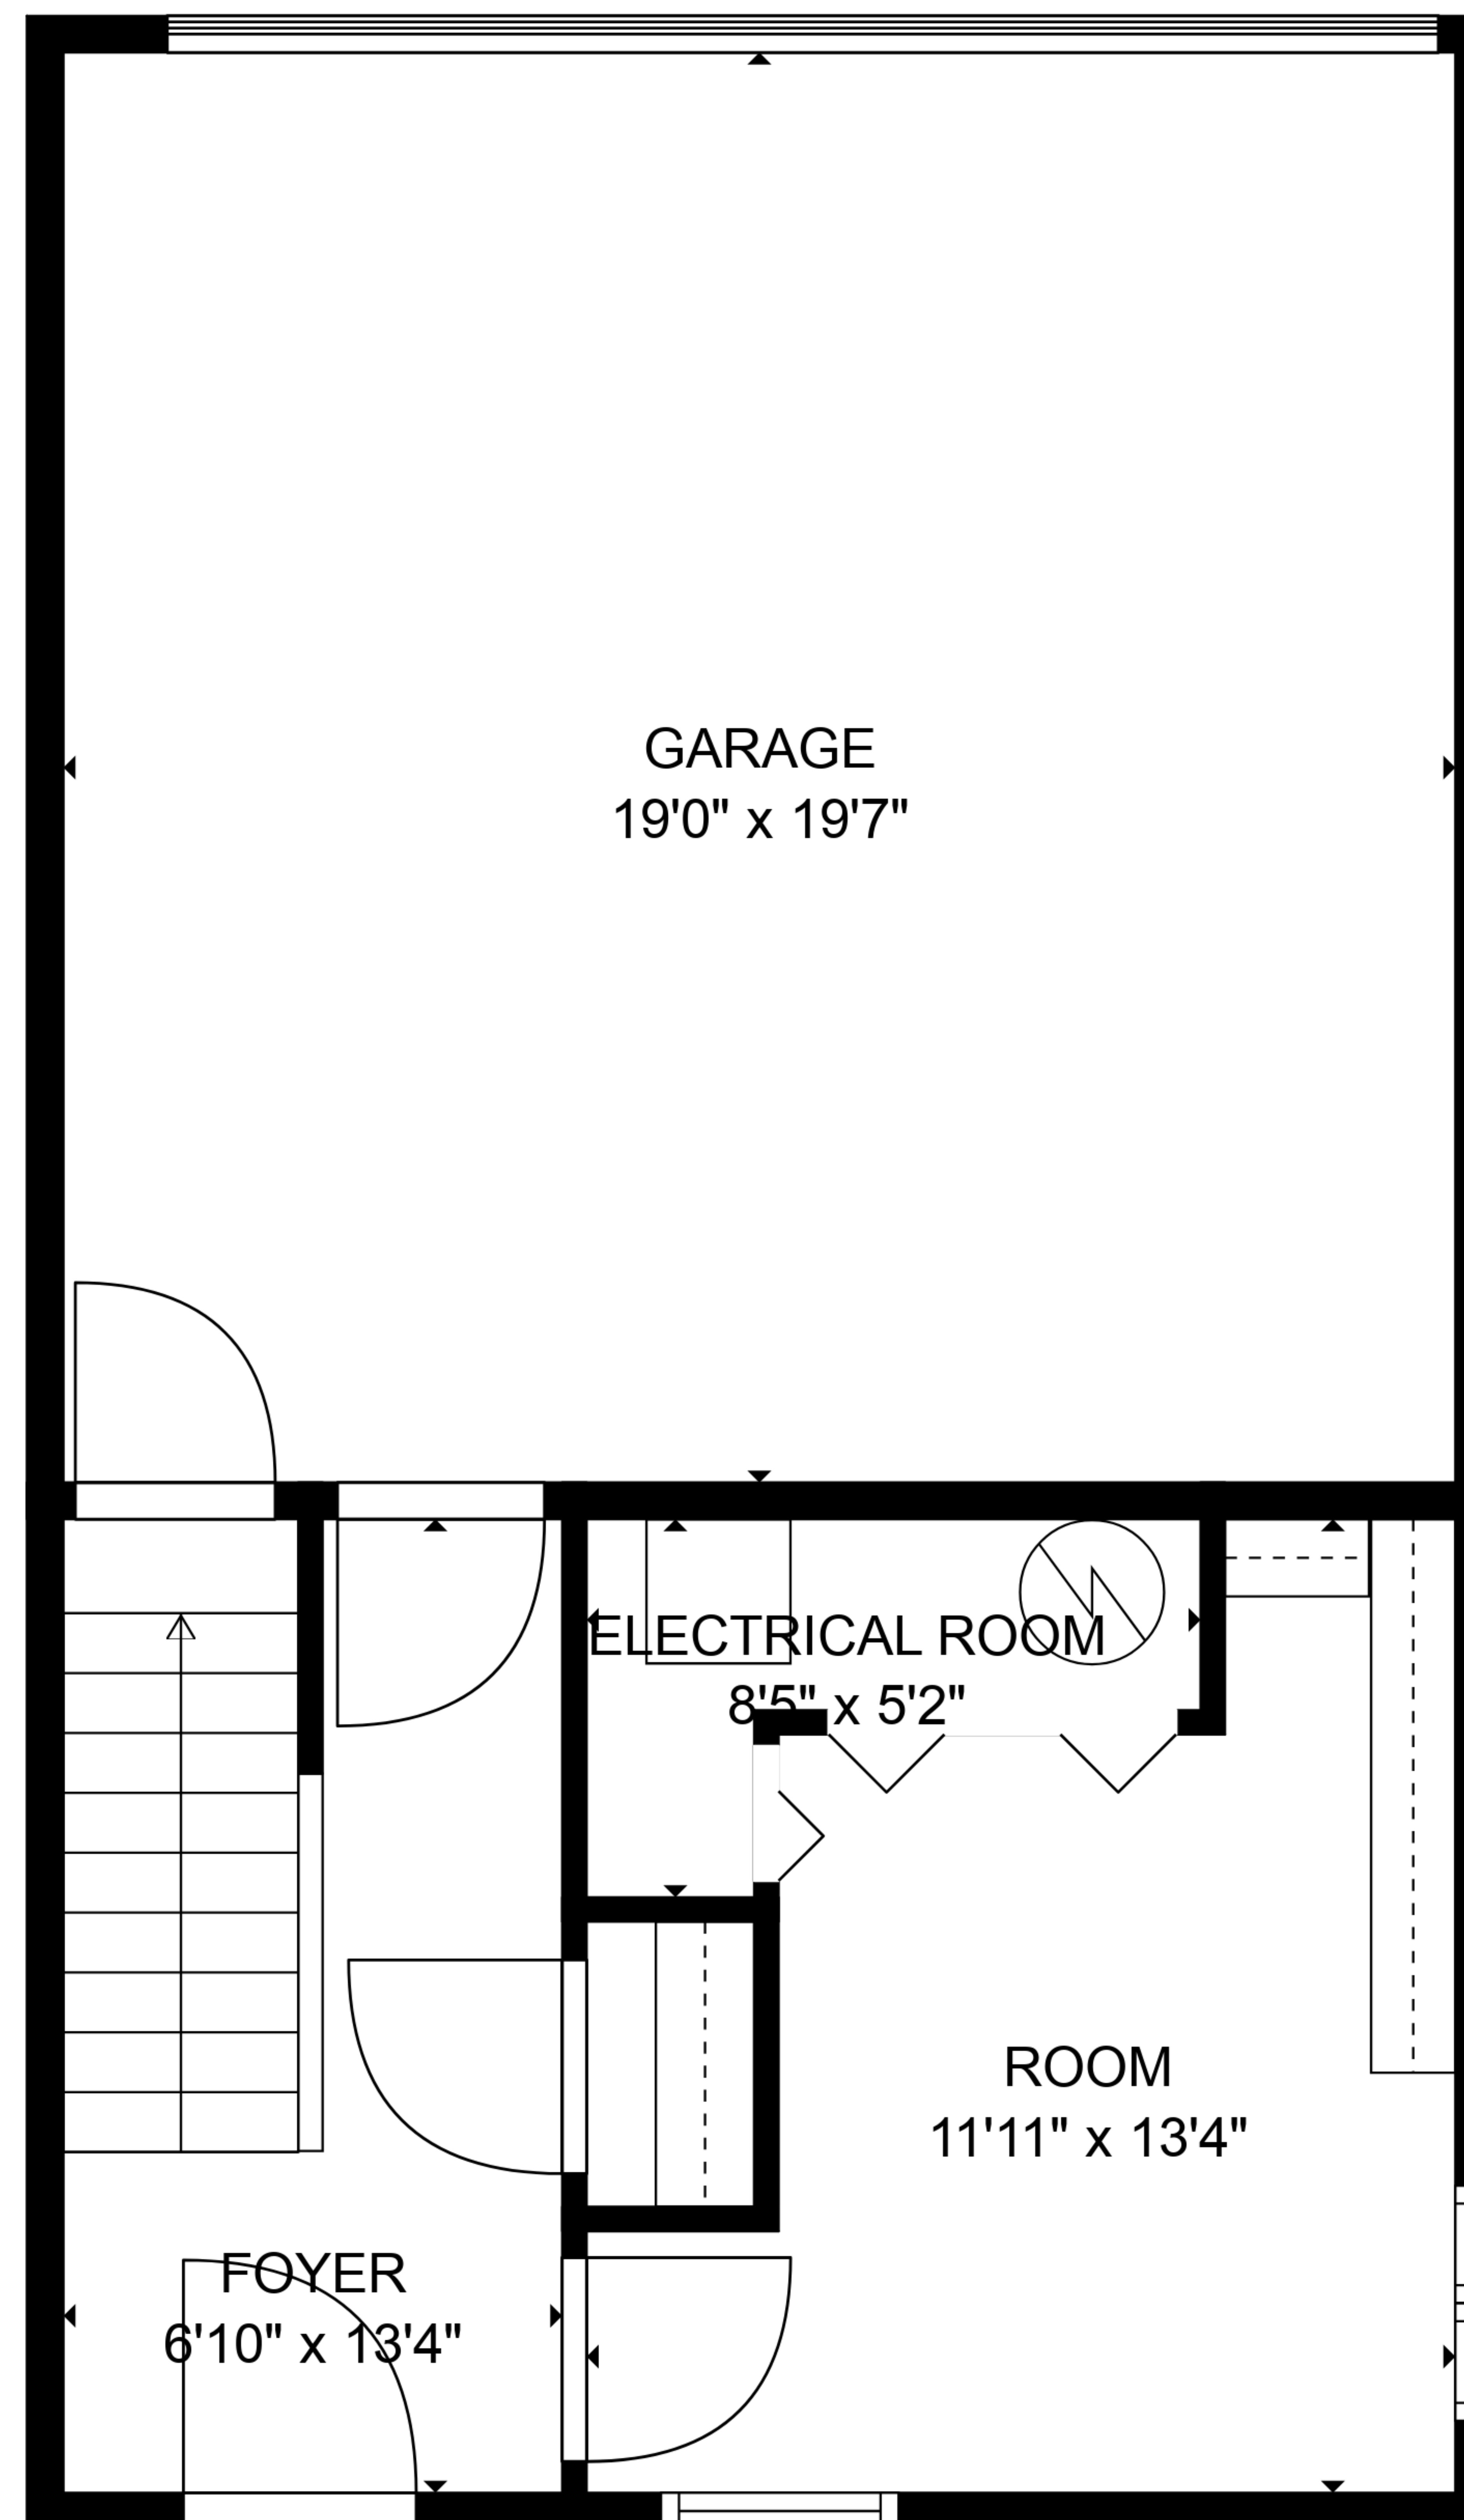 GARAGE
19'0" x 19'7"
ELECTRICAL ROOM
8'5" x 5'2"
ROOM
11'11" x 13'4"
FOYER
6'10" x 13'4"